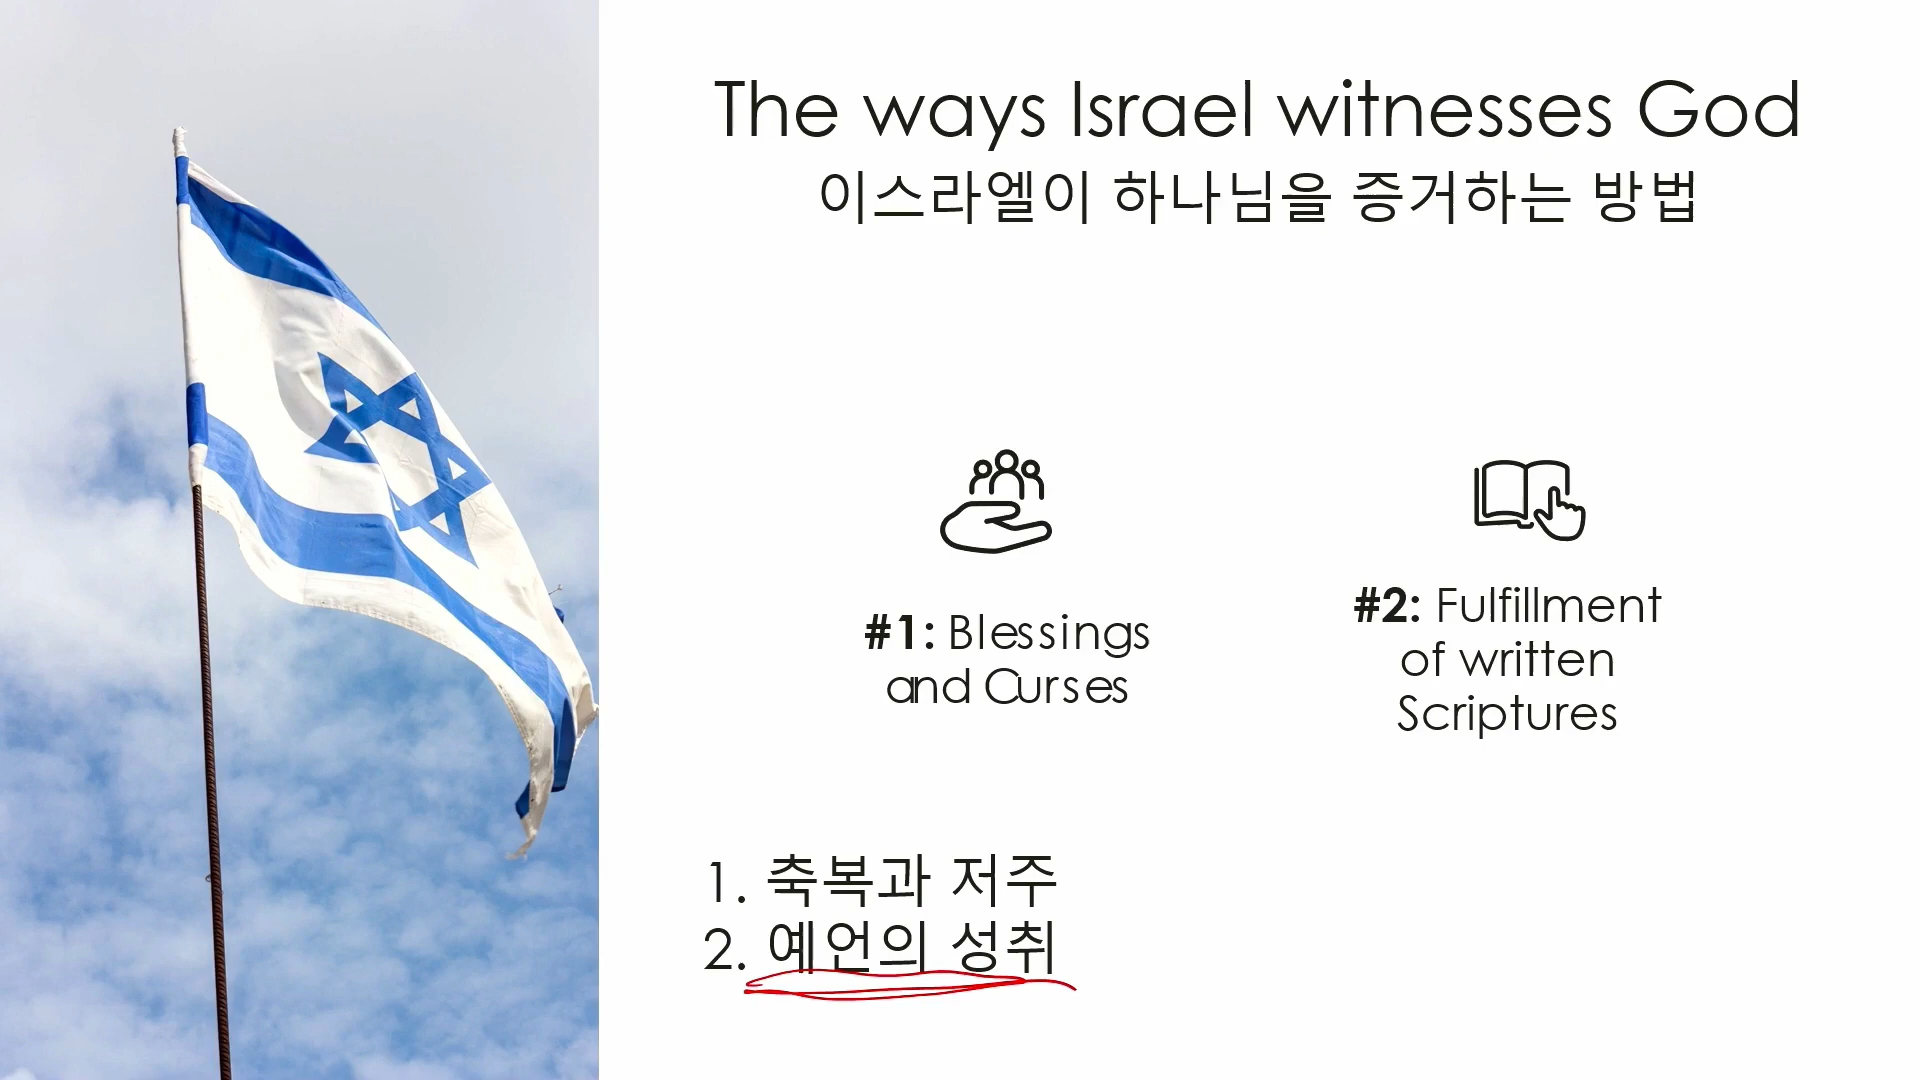 The ways Israel witnesses God
이스라엘이 하나님을 증거하는 방법
#1: Blessings
and Curses
#2: Fulfillment
of written
Scriptures
1. 축복과 저주
2. 예언의 성취